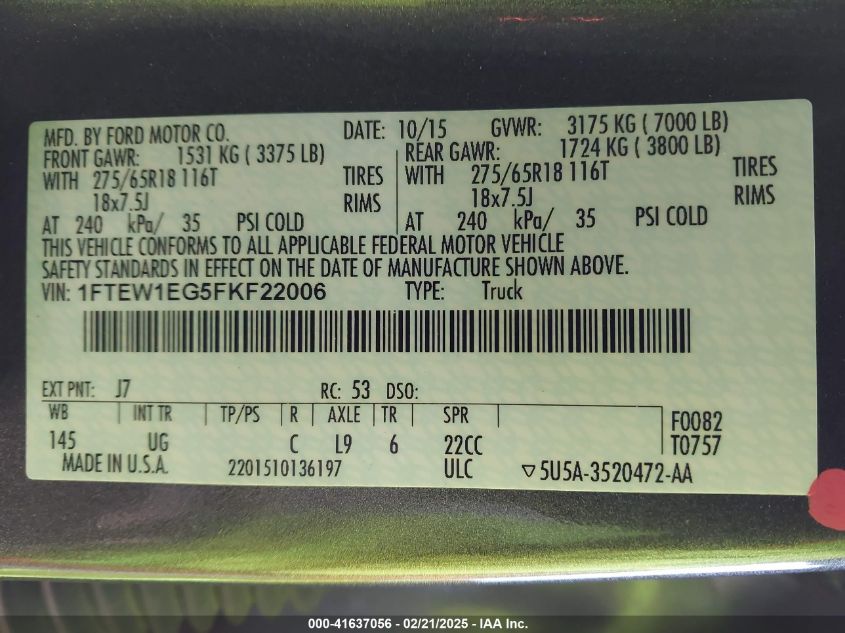 MFD. BY FORD MOTOR CO. DATE: 10/15 GVWR: 3175 KG ( 7000 LB)
FRONT GAWR: 1531 KG ( 3375 LB) REAR GAWR: 1724 KG ( 3800 LB)
WITH 275/65R18 116T TIRES WITH 275/65R18 116T TIRES
18x7.5J RIMS 18x7.5J RIMS
AT 240 kPa/ 35 PSI COLD AT 240 kPa/ 35 PSI COLD
THIS VEHICLE CONFORMS TO ALL APPLICABLE FEDERAL MOTOR VEHICLE
SAFETY STANDARDS IN EFFECT ON THE DATE OF MANUFACTURE SHOWN ABOVE.
VIN: 1FTEW1EG5FKF22006 TYPE: Truck
EXT PNT: J7 RC: 53 DSO:
WB INT TR TP/PS R AXLE TR SPR F0082
145 UG C L9 6 22CC T0757
MADE IN U.S.A. 2201510136197 ULC ▽5U5A-3520472-AA
000-41637056 - 02/21/2025 - IAA Inc.